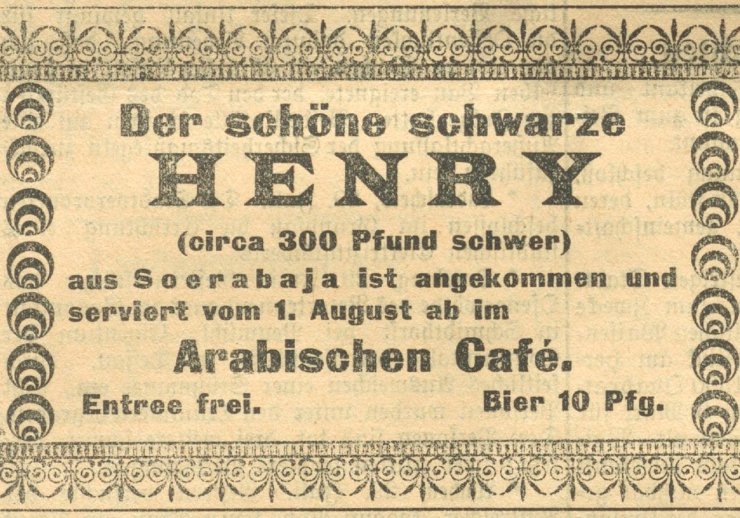 Der schöne schwarze
HENRY
(circa 300 Pfund schwer)
aus Soerabaja ist angekommen und
serviert vom 1. August ab im
Arabischen Café.
Entree frei. Bier 10 Pfg.